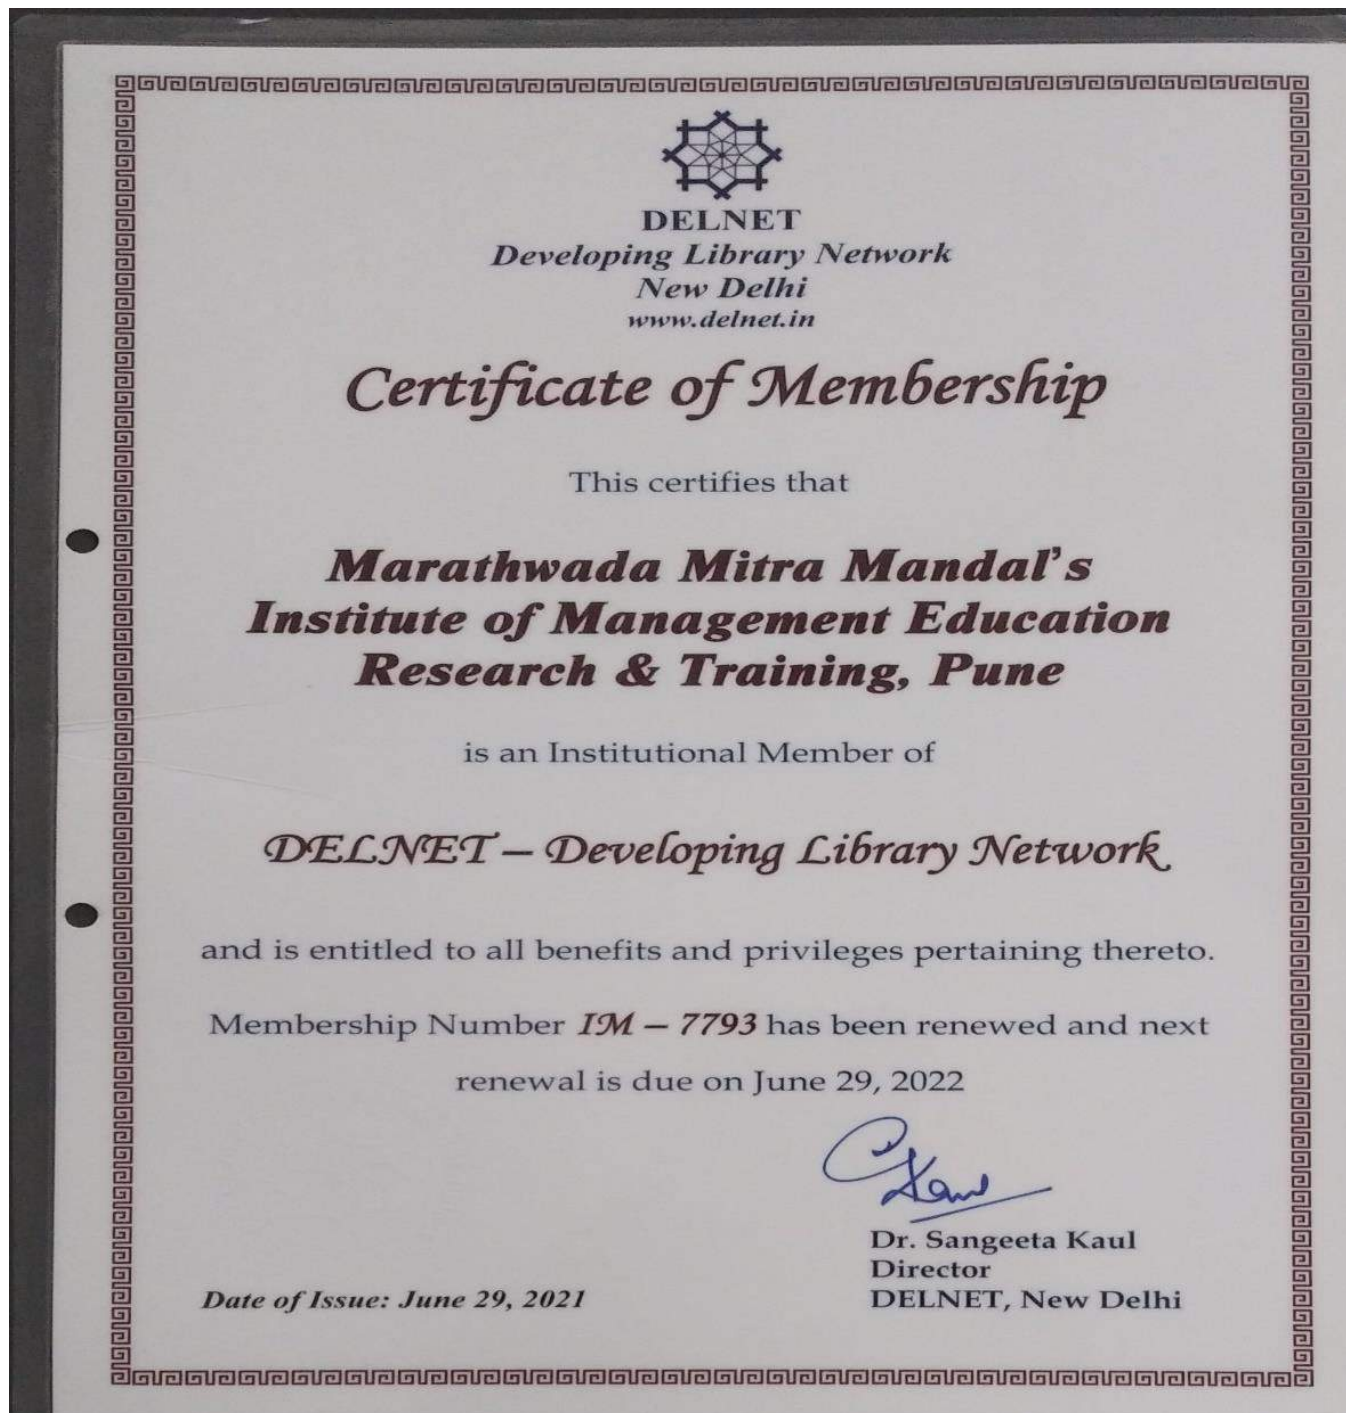 DELNET
Developing Library Network
New Delhi
www.delnet.in
Certificate of Membership
This certifies that
Marathwada Mitra Mandal's
Institute of Management Education
Research & Training, Pune
is an Institutional Member of
DELNET – Developing Library Network
and is entitled to all benefits and privileges pertaining thereto.
Membership Number IM – 7793 has been renewed and next
renewal is due on June 29, 2022
Dr. Sangeeta Kaul
Director
DELNET, New Delhi
Date of Issue: June 29, 2021